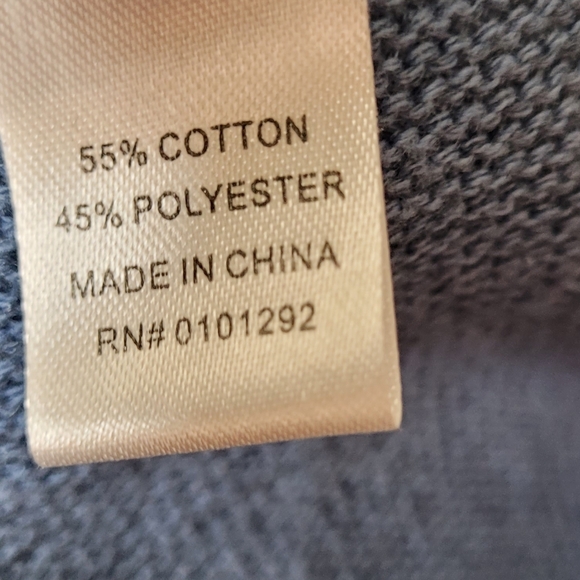 55% COTTON
45% POLYESTER
MADE IN CHINA
RN# 0101292